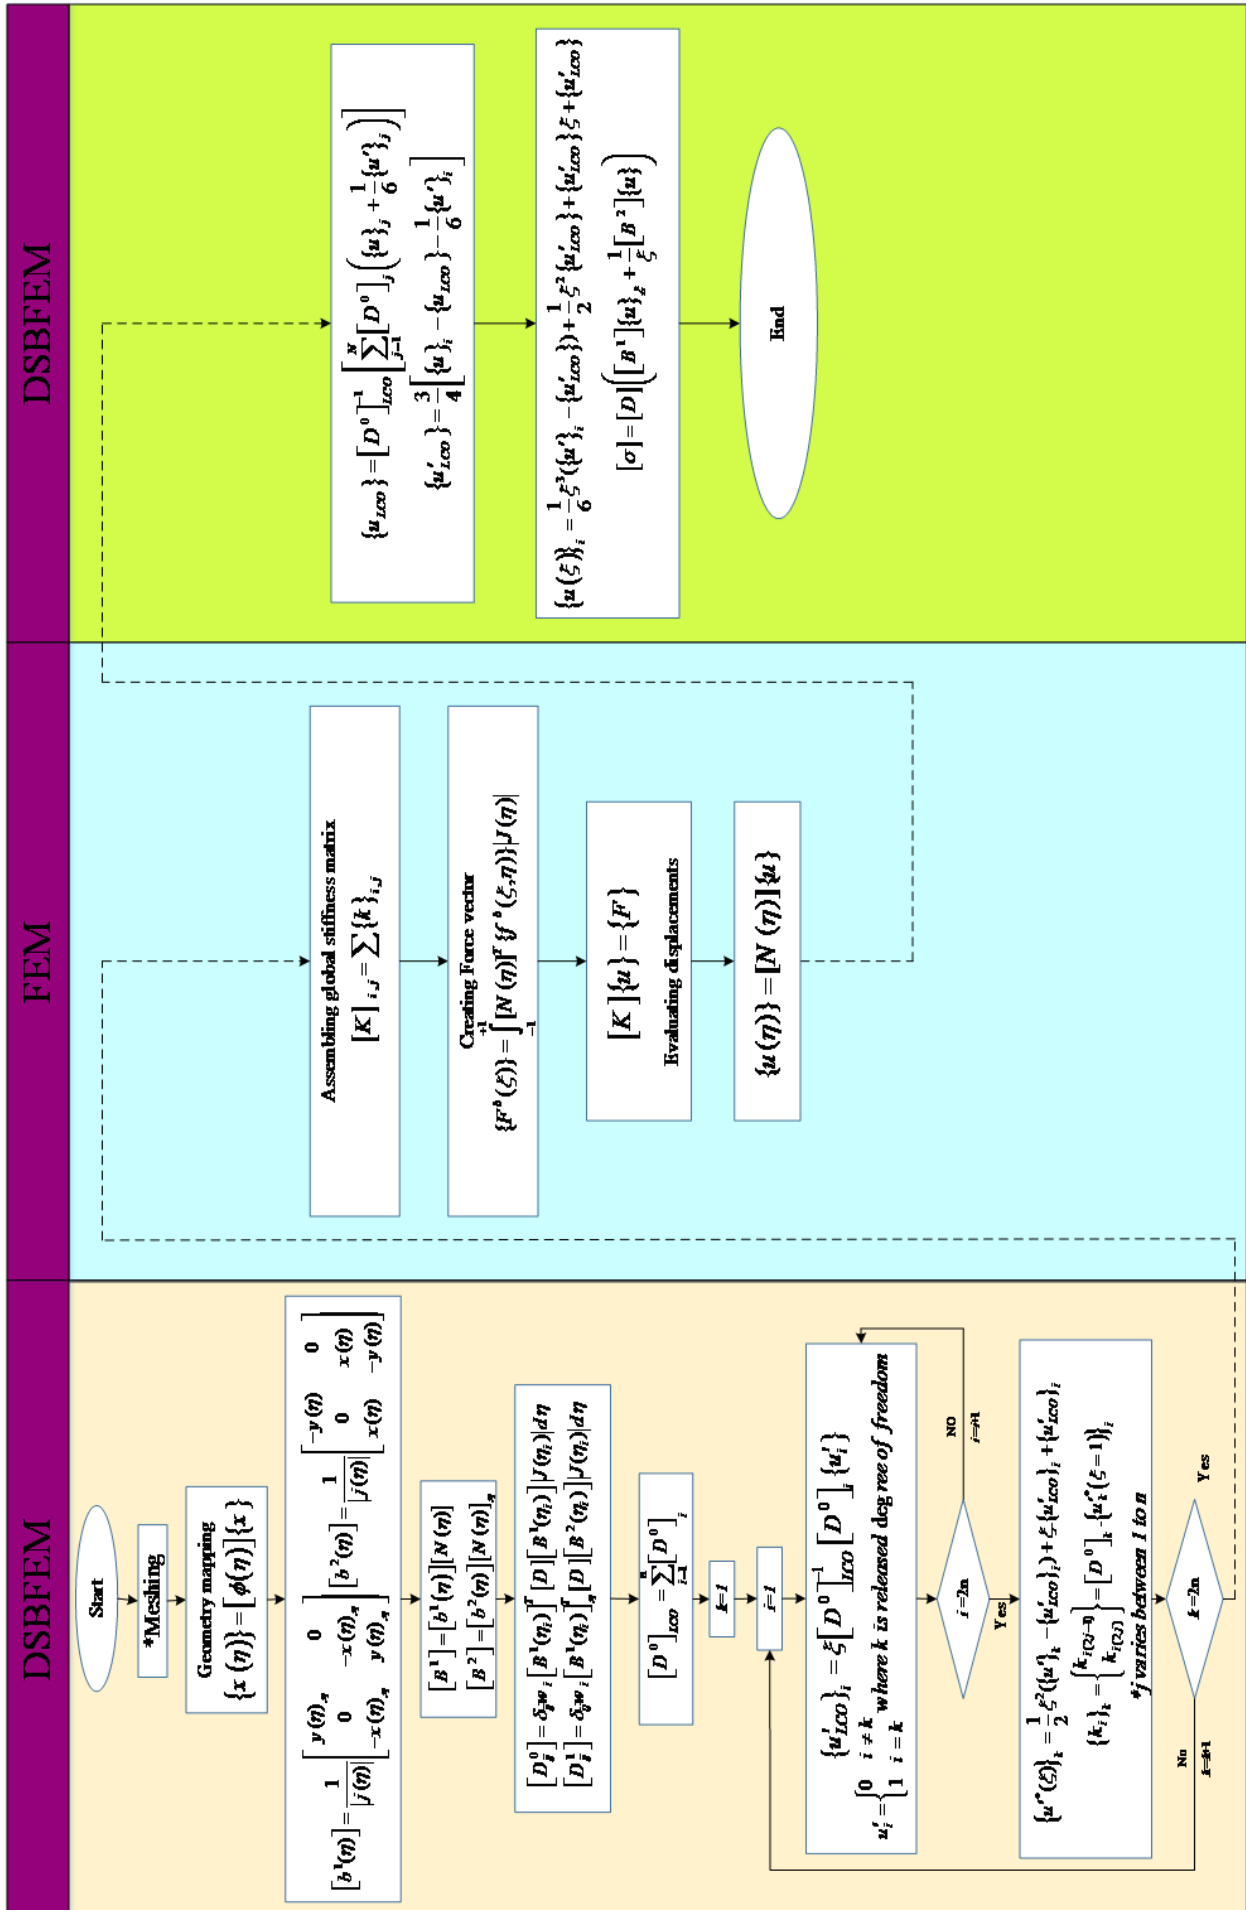 DSBFEM
Start
*Meshing
Geometry mapping
{x (η)} = [ϕ(η)]{x}
[b¹(η)] = 1/|j(η)| [y(η),η 0
0 −x(η),η
−x(η),η y(η),η]
[b²(η)] = 1/|j(η)| [−y(η) 0
0 x(η)
x(η) −y(η)]
[B¹] = [b¹(η)][N(η)]
[B²] = [b²(η)][N(η)],η
[D⁰ij] = δij wi [B¹(ηi)]ᵀ [D][B¹(ηi)]|J(ηi)|dη
[D¹ij] = δij wi [B¹(ηi)]ᵀ [D][B²(ηi)]|J(ηi)|dη
[D⁰]LCO = ∑ⁿi=1 [D⁰]i
k=1
i=1
{u′LCO}i = ξ[D⁰]⁻¹LCO [D⁰]i {u′i}
u′i = {0 i ≠ k
1 i = k where k is released degree of freedom
i=2n
NO
i=i+1
Yes
{u′*(ξ)}k = 1/2 ξ²({u′}k − {u′LCO}i) + ξ{u′LCO}i + {u′LCO}i
{ki}k = {ki(2j−1)
ki(2j)} = [D⁰]k . {u′*i(ξ=1)}i
*j varies between 1 to n
k=2n
No
Yes
FEM
Assembling global stiffness matrix
[K]i,j = ∑{k}i,j
Creating Force vector
{Fᵇ(ξ)} = ∫₋₁⁺¹ [N(η)]ᵀ {fᵇ(ξ,η)}|J(η)|
[K]{u} = {F}
Evaluating displacements
{u(η)} = [N(η)]{u}
DSBFEM
{uLCO} = [D⁰]⁻¹LCO [∑ᴺj=1 [D⁰]j ({u}j + 1/6 {u′}j)]
{u′LCO} = 3/4 [{u}i − {uLCO} − 1/6 {u′}i]
{u(ξ)}i = 1/6 ξ³({u′}i − {u′LCO}) + 1/2 ξ²{u′LCO} + {u′LCO}ξ + {u′LCO}
[σ] = [D]([B¹]{u},ξ + 1/ξ [B²]{u})
End